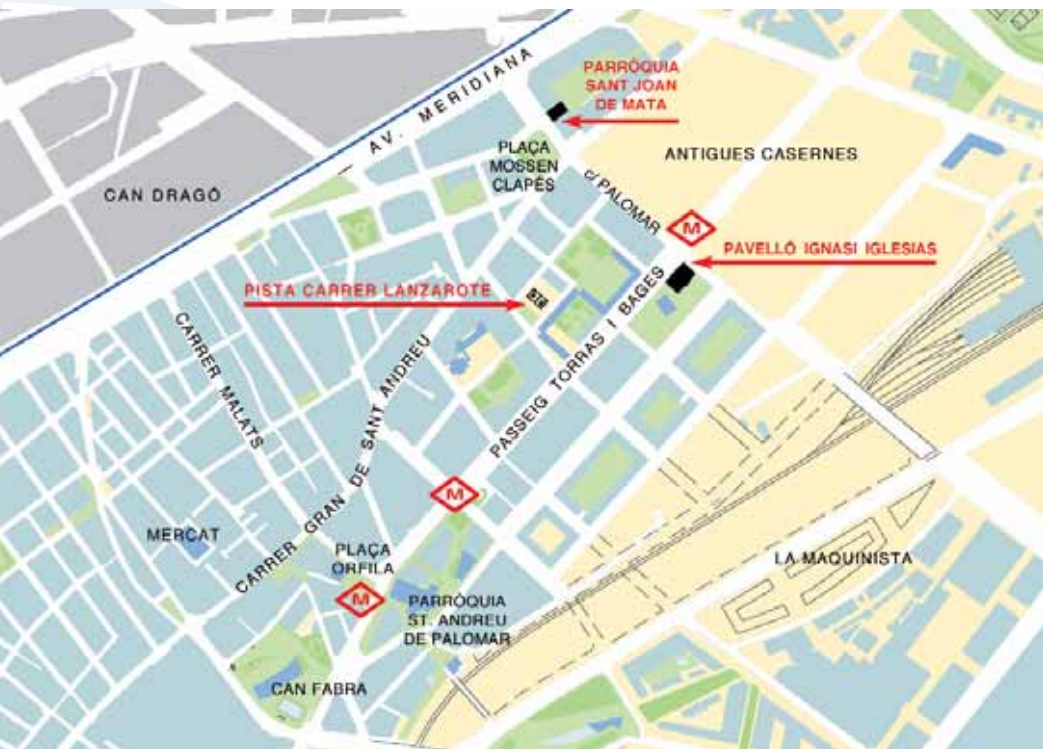 PARRÒQUIA
SANT JOAN
DE MATA
AV. MERIDIANA
PLAÇA
MOSSEN
CLAPÉS
ANTIGUES CASERNES
CAN DRAGÓ
c/ PALOMAR
M
PAVELLÓ IGNASI IGLESIAS
PISTA CARRER LANZAROTE
CARRER MALATS
CARRER GRAN DE SANT ANDREU
PASSEIG TORRAS I BAGES
M
MERCAT
PLAÇA
ORFILA
LA MAQUINISTA
M
PARRÒQUIA
ST. ANDREU
DE PALOMAR
CAN FABRA